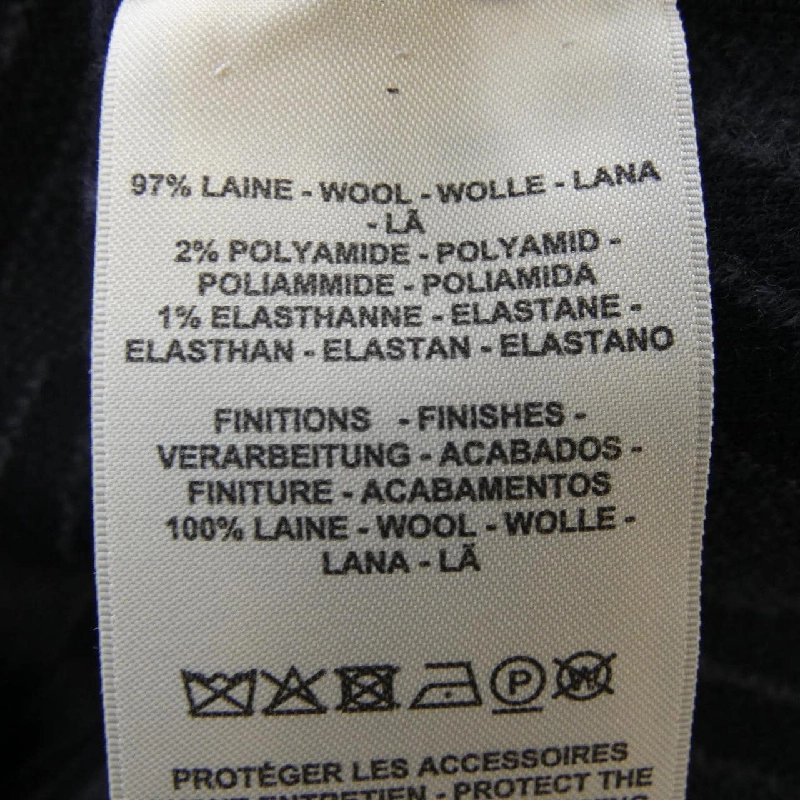 97% LAINE - WOOL - WOLLE - LANA
- LÃ
2% POLYAMIDE - POLYAMID -
POLIAMMIDE - POLIAMIDA
1% ELASTHANNE - ELASTANE -
ELASTHAN - ELASTAN - ELASTANO
FINITIONS - FINISHES -
VERARBEITUNG - ACABADOS -
FINITURE - ACABAMENTOS
100% LAINE - WOOL - WOLLE -
LANA - LÃ
P W
PROTÉGER LES ACCESSOIRES
ENTRETIEN - PROTECT THE